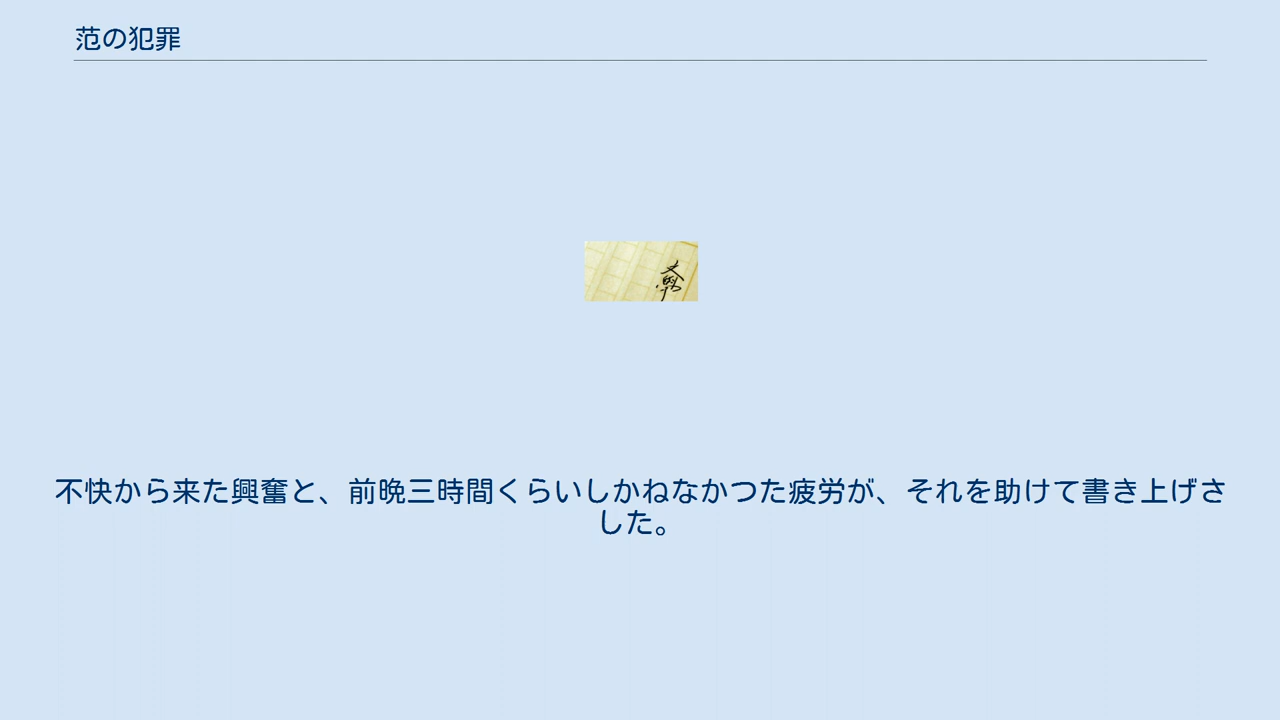 范の犯罪
不快から来た興奮と、前晩三時間くらいしかねなかつた疲労が、それを助けて書き上げさ
した。